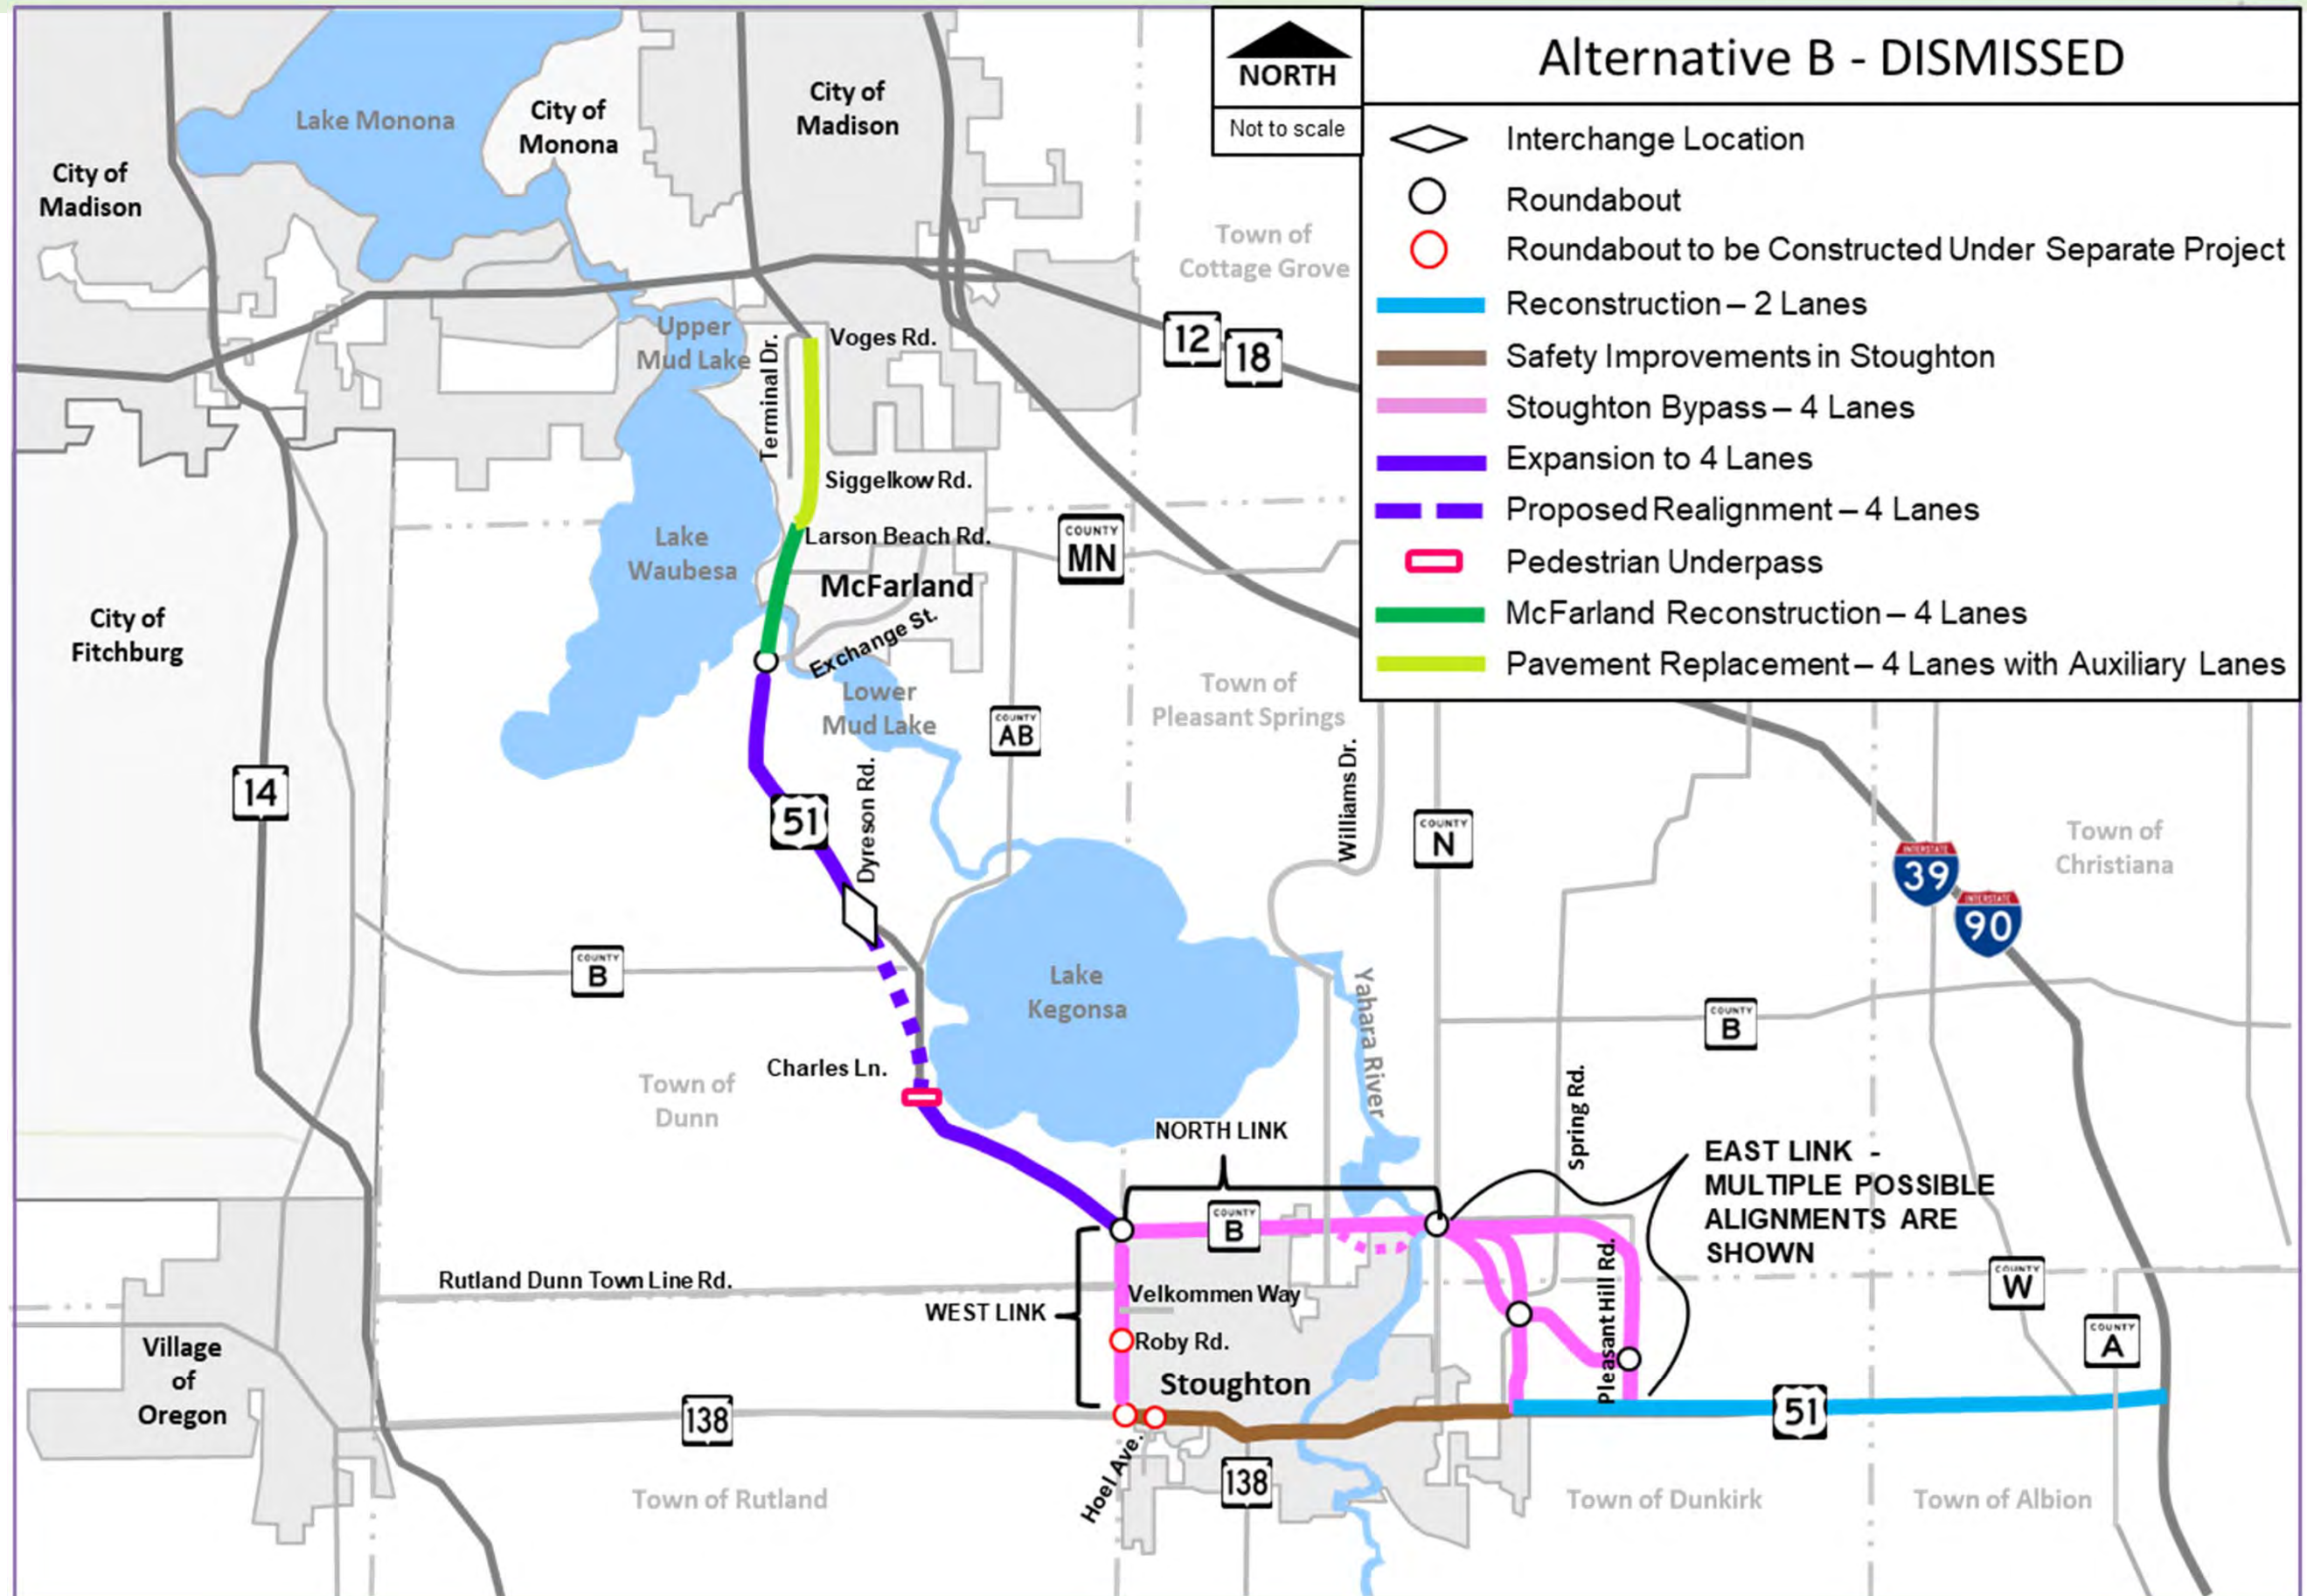 Alternative B - DISMISSED
NORTH
Not to scale
Interchange Location
Roundabout
Roundabout to be Constructed Under Separate Project
Reconstruction – 2 Lanes
Safety Improvements in Stoughton
Stoughton Bypass – 4 Lanes
Expansion to 4 Lanes
Proposed Realignment – 4 Lanes
Pedestrian Underpass
McFarland Reconstruction – 4 Lanes
Pavement Replacement – 4 Lanes with Auxiliary Lanes
Lake Monona
City of
Monona
City of
Madison
City of
Madison
Town of
Cottage Grove
12
18
Upper
Mud Lake
Terminal Dr.
Voges Rd.
Siggelkow Rd.
Larson Beach Rd.
COUNTY
MN
Lake
Waubesa
McFarland
Exchange St.
City of
Fitchburg
Lower
Mud Lake
COUNTY
AB
Town of
Pleasant Springs
Williams Dr.
14
51
Dyreson Rd.
COUNTY
N
INTERSTATE
39
INTERSTATE
90
Town of
Christiana
COUNTY
B
Lake
Kegonsa
Yahara River
COUNTY
B
Charles Ln.
Town of
Dunn
Spring Rd.
NORTH LINK
EAST LINK -
MULTIPLE POSSIBLE
ALIGNMENTS ARE
SHOWN
COUNTY
B
Rutland Dunn Town Line Rd.
Velkommen Way
WEST LINK
Roby Rd.
Pleasant Hill Rd.
COUNTY
W
COUNTY
A
Village
of
Oregon
Stoughton
138
51
Hoel Ave.
138
Town of Rutland
Town of Dunkirk
Town of Albion